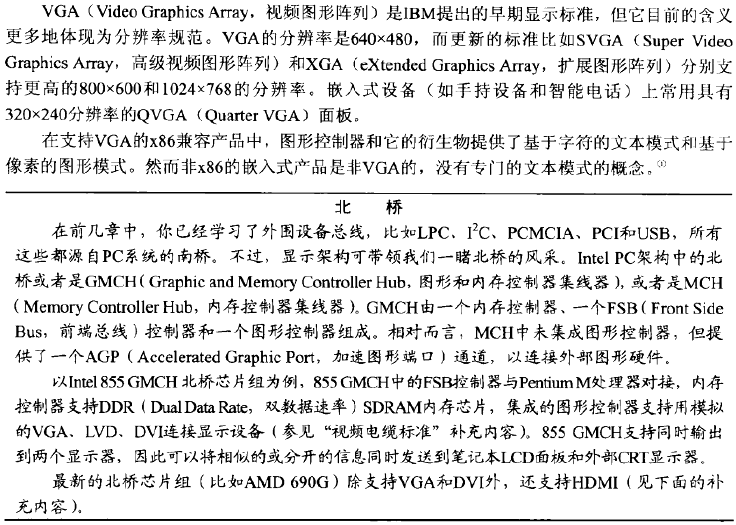 VGA（Video Graphics Array，视频图形阵列）是IBM提出的早期显示标准，但它目前的含义
更多地体现为分辨率规范。VGA的分辨率是640×480，而更新的标准比如SVGA（Super Video
Graphics Array，高级视频图形阵列）和XGA（eXtended Graphics Array，扩展图形阵列）分别支
持更高的800×600和1024×768的分辨率。嵌入式设备（如手持设备和智能电话）上常用具有
320×240分辨率的QVGA（Quarter VGA）面板。
在支持VGA的x86兼容产品中，图形控制器和它的衍生物提供了基于字符的文本模式和基于
像素的图形模式。然而非x86的嵌入式产品是非VGA的，没有专门的文本模式的概念。①
北 桥
在前几章中，你已经学习了外围设备总线，比如LPC、I²C、PCMCIA、PCI和USB，所有
这些都源自PC系统的南桥。不过，显示架构可带领我们一睹北桥的风采。Intel PC架构中的北
桥或者是GMCH（Graphic and Memory Controller Hub，图形和内存控制器集线器），或者是MCH
（Memory Controller Hub，内存控制器集线器）。GMCH由一个内存控制器、一个FSB（Front Side
Bus，前端总线）控制器和一个图形控制器组成。相对而言，MCH中未集成图形控制器，但提
供了一个AGP（Accelerated Graphic Port，加速图形端口）通道，以连接外部图形硬件。
以Intel 855 GMCH 北桥芯片组为例，855 GMCH中的FSB控制器与Pentium M处理器对接，内存
控制器支持DDR（Dual Data Rate，双数据速率）SDRAM内存芯片，集成的图形控制器支持用模拟
的VGA、LVD、DVI连接显示设备（参见“视频电缆标准”补充内容）。855 GMCH支持同时输出
到两个显示器，因此可以将相似的或分开的信息同时发送到笔记本LCD面板和外部CRT显示器。
最新的北桥芯片组（比如AMD 690G）除支持VGA和DVI外，还支持HDMI（见下面的补
充内容）。